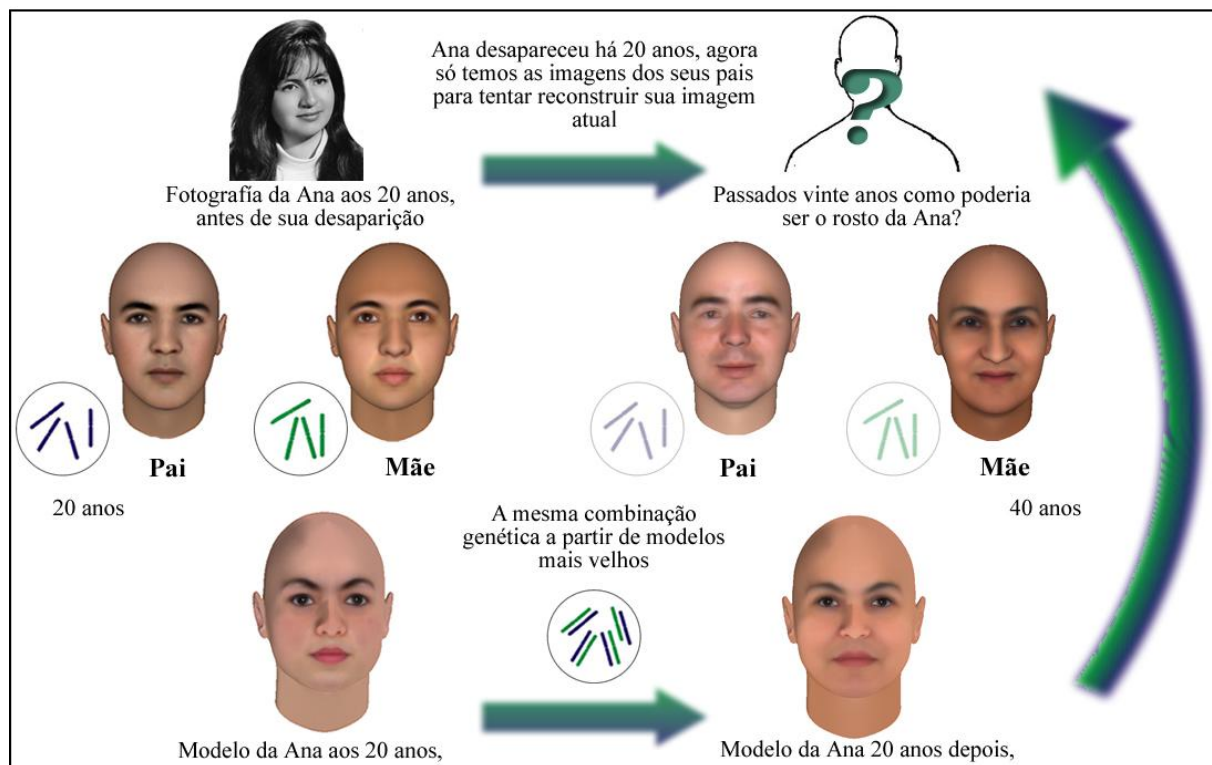 Ana desapareceu há 20 anos, agora
só temos as imagens dos seus pais
para tentar reconstruir sua imagem
atual
Fotografía da Ana aos 20 anos,
antes de sua desaparição
Passados vinte anos como poderia
ser o rosto da Ana?
Pai
Mãe
Pai
Mãe
20 anos
40 anos
A mesma combinação
genética a partir de modelos
mais velhos
Modelo da Ana aos 20 anos,
Modelo da Ana 20 anos depois,